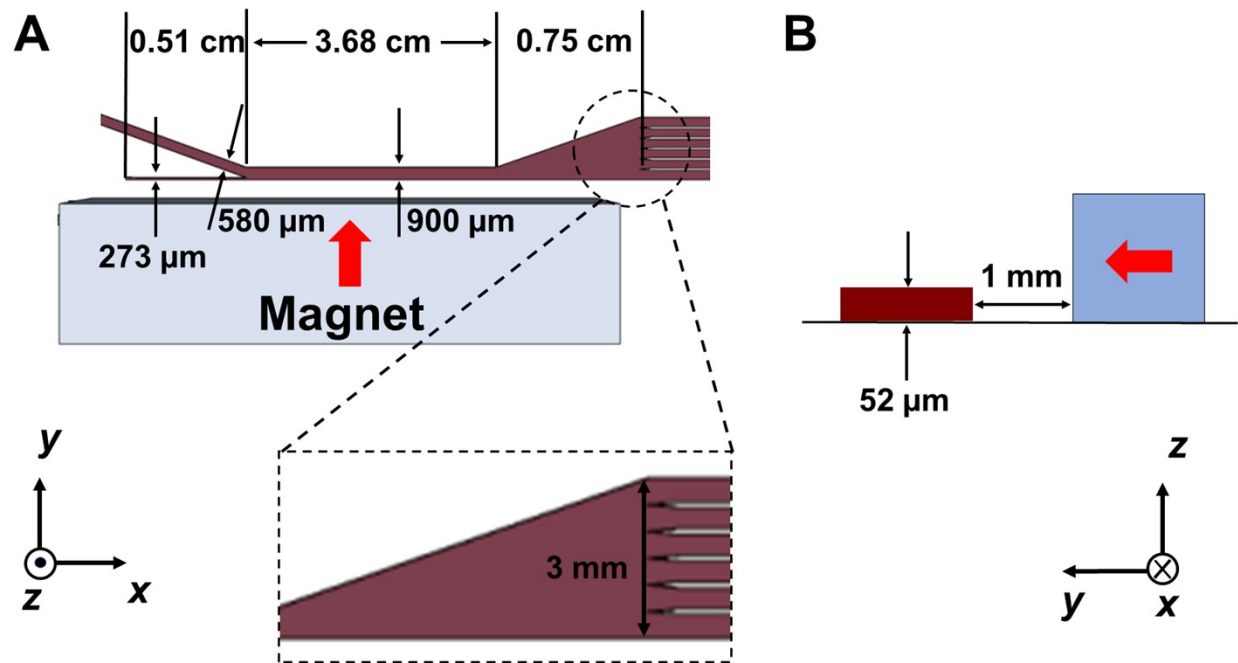 A
0.51 cm
3.68 cm
0.75 cm
B
580 µm
900 µm
273 µm
Magnet
1 mm
52 µm
y
z
x
3 mm
z
y
x